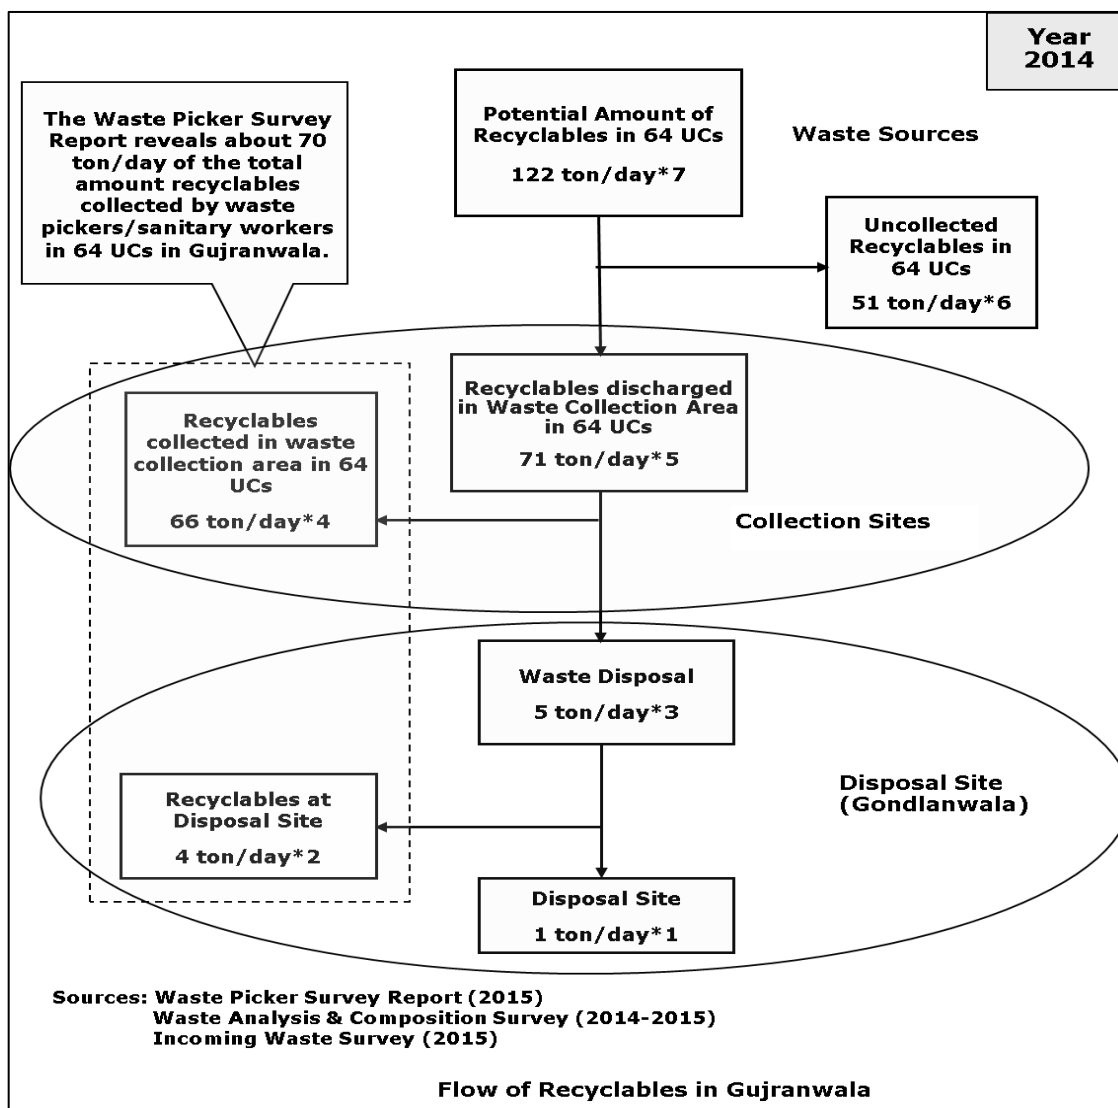 Year
2014
The Waste Picker Survey
Report reveals about 70
ton/day of the total
amount recyclables
collected by waste
pickers/sanitary workers
in 64 UCs in Gujranwala.
Potential Amount of
Recyclables in 64 UCs
122 ton/day*7
Waste Sources
Uncollected
Recyclables in
64 UCs
51 ton/day*6
Recyclables discharged
in Waste Collection Area
in 64 UCs
71 ton/day*5
Recyclables
collected in waste
collection area in 64
UCs
66 ton/day*4
Collection Sites
Waste Disposal
5 ton/day*3
Disposal Site
(Gondlanwala)
Recyclables at
Disposal Site
4 ton/day*2
Disposal Site
1 ton/day*1
Sources: Waste Picker Survey Report (2015)
Waste Analysis & Composition Survey (2014-2015)
Incoming Waste Survey (2015)
Flow of Recyclables in Gujranwala